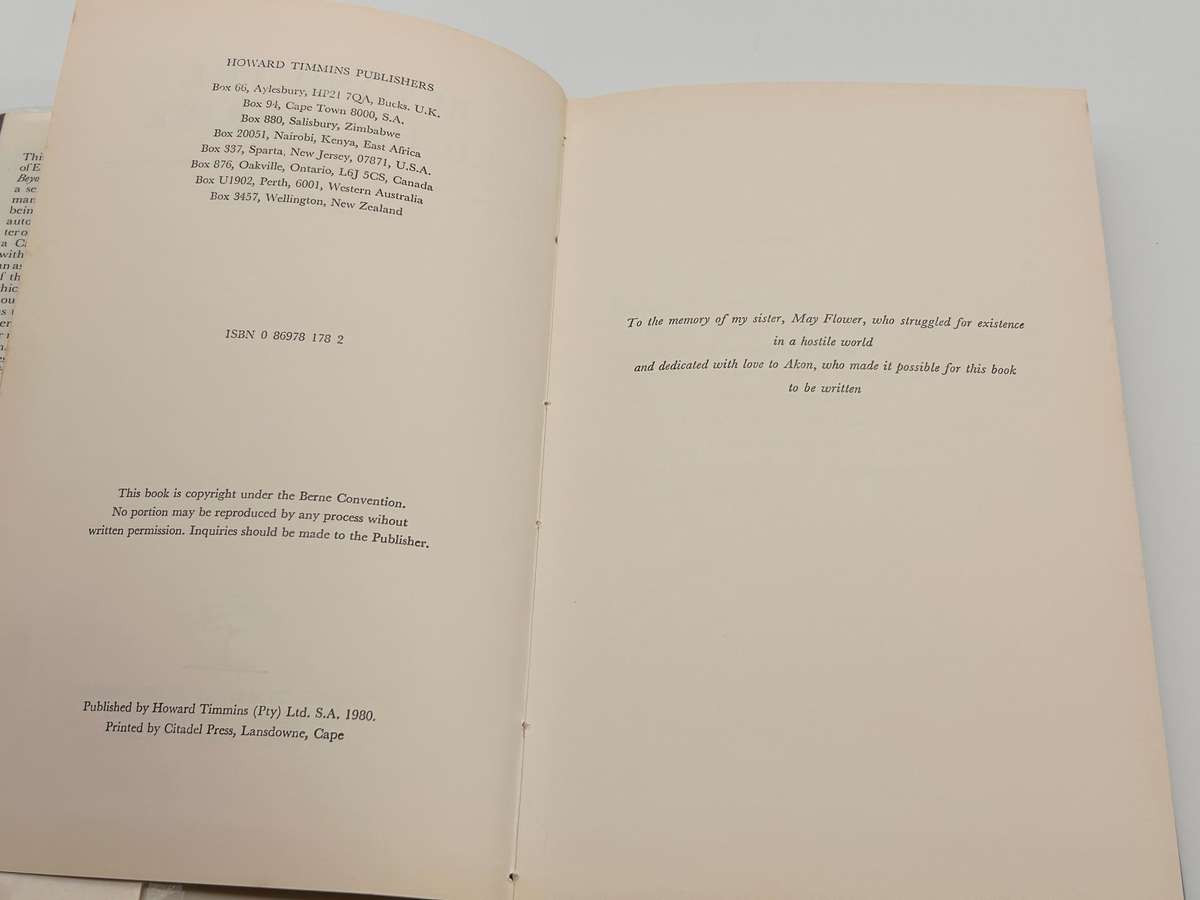 HOWARD TIMMINS PUBLISHERS
Box 66, Aylesbury, HP21 7QA, Bucks. U.K.
Box 94, Cape Town 8000, S.A.
Box 880, Salisbury, Zimbabwe
Box 20051, Nairobi, Kenya, East Africa
Box 337, Sparta, New Jersey, 07871, U.S.A.
Box 876, Oakville, Ontario, L6J 5CS, Canada
Box U1902, Perth, 6001, Western Australia
Box 3457, Wellington, New Zealand
ISBN 0 86978 178 2
This book is copyright under the Berne Convention.
No portion may be reproduced by any process wihout
written permission. Inquiries should be made to the Publisher.
Published by Howard Timmins (Pty) Ltd. S.A. 1980.
Printed by Citadel Press, Lansdowne, Cape
To the memory of my sister, May Flower, who struggled for existence
in a hostile world
and dedicated with love to Akon, who made it possible for this book
to be written